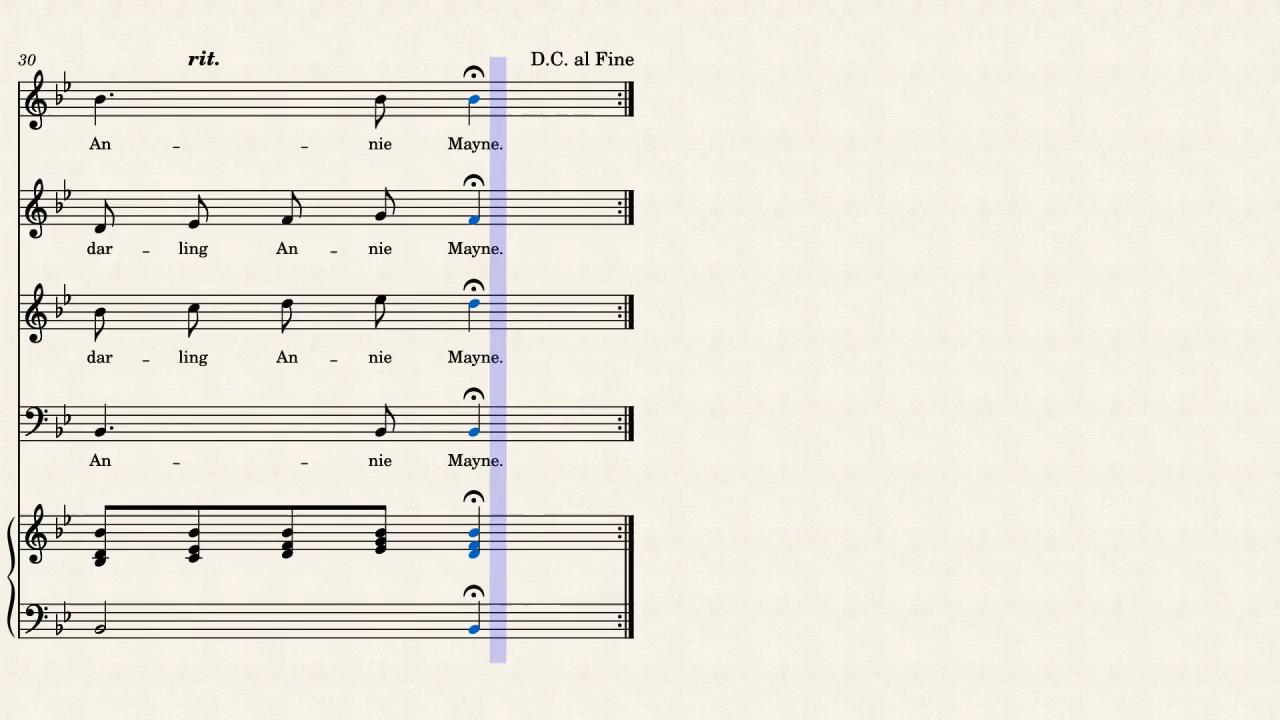 30 rit. D.C. al Fine
An - - nie Mayne.
dar - ling An - nie Mayne.
dar - ling An - nie Mayne.
An - - nie Mayne.